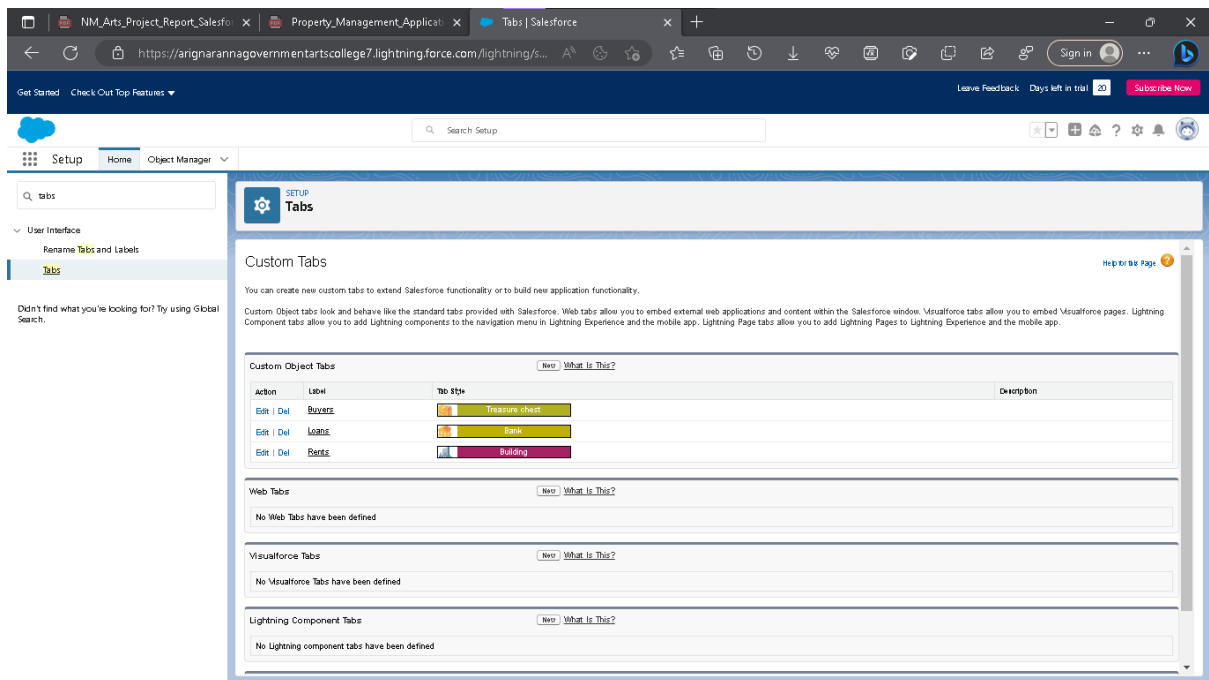 NM_Arts_Project_Report_Salesfo
Property_Management_Applicati
Tabs | Salesforce
https://arignarannagovernmentartscollege7.lightning.force.com/lightning/s...
Sign in
Get Started Check Out Top Features
Leave Feedback Days left in trial 20 Subscribe Now
Search Setup
Setup Home Object Manager
tabs
User Interface
Rename Tabs and Labels
Tabs
Didn't find what you're looking for? Try using Global
Search.
SETUP
Tabs
Custom Tabs
Help for this Page
You can create new custom tabs to extend Salesforce functionality or to build new application functionality.
Custom Object tabs look and behave like the standard tabs provided with Salesforce. Web tabs allow you to embed external web applications and content within the Salesforce window. Visualforce tabs allow you to embed Visualforce pages. Lightning
Component tabs allow you to add Lightning components to the navigation menu in Lightning Experience and the mobile app. Lightning Page tabs allow you to add Lightning Pages to Lightning Experience and the mobile app.
Custom Object Tabs New What Is This?
Action Label Tab Style Description
Edit | Del Buyers Treasure chest
Edit | Del Loans Bank
Edit | Del Rents Building
Web Tabs New What Is This?
No Web Tabs have been defined
Visualforce Tabs New What Is This?
No Visualforce Tabs have been defined
Lightning Component Tabs New What Is This?
No Lightning component tabs have been defined